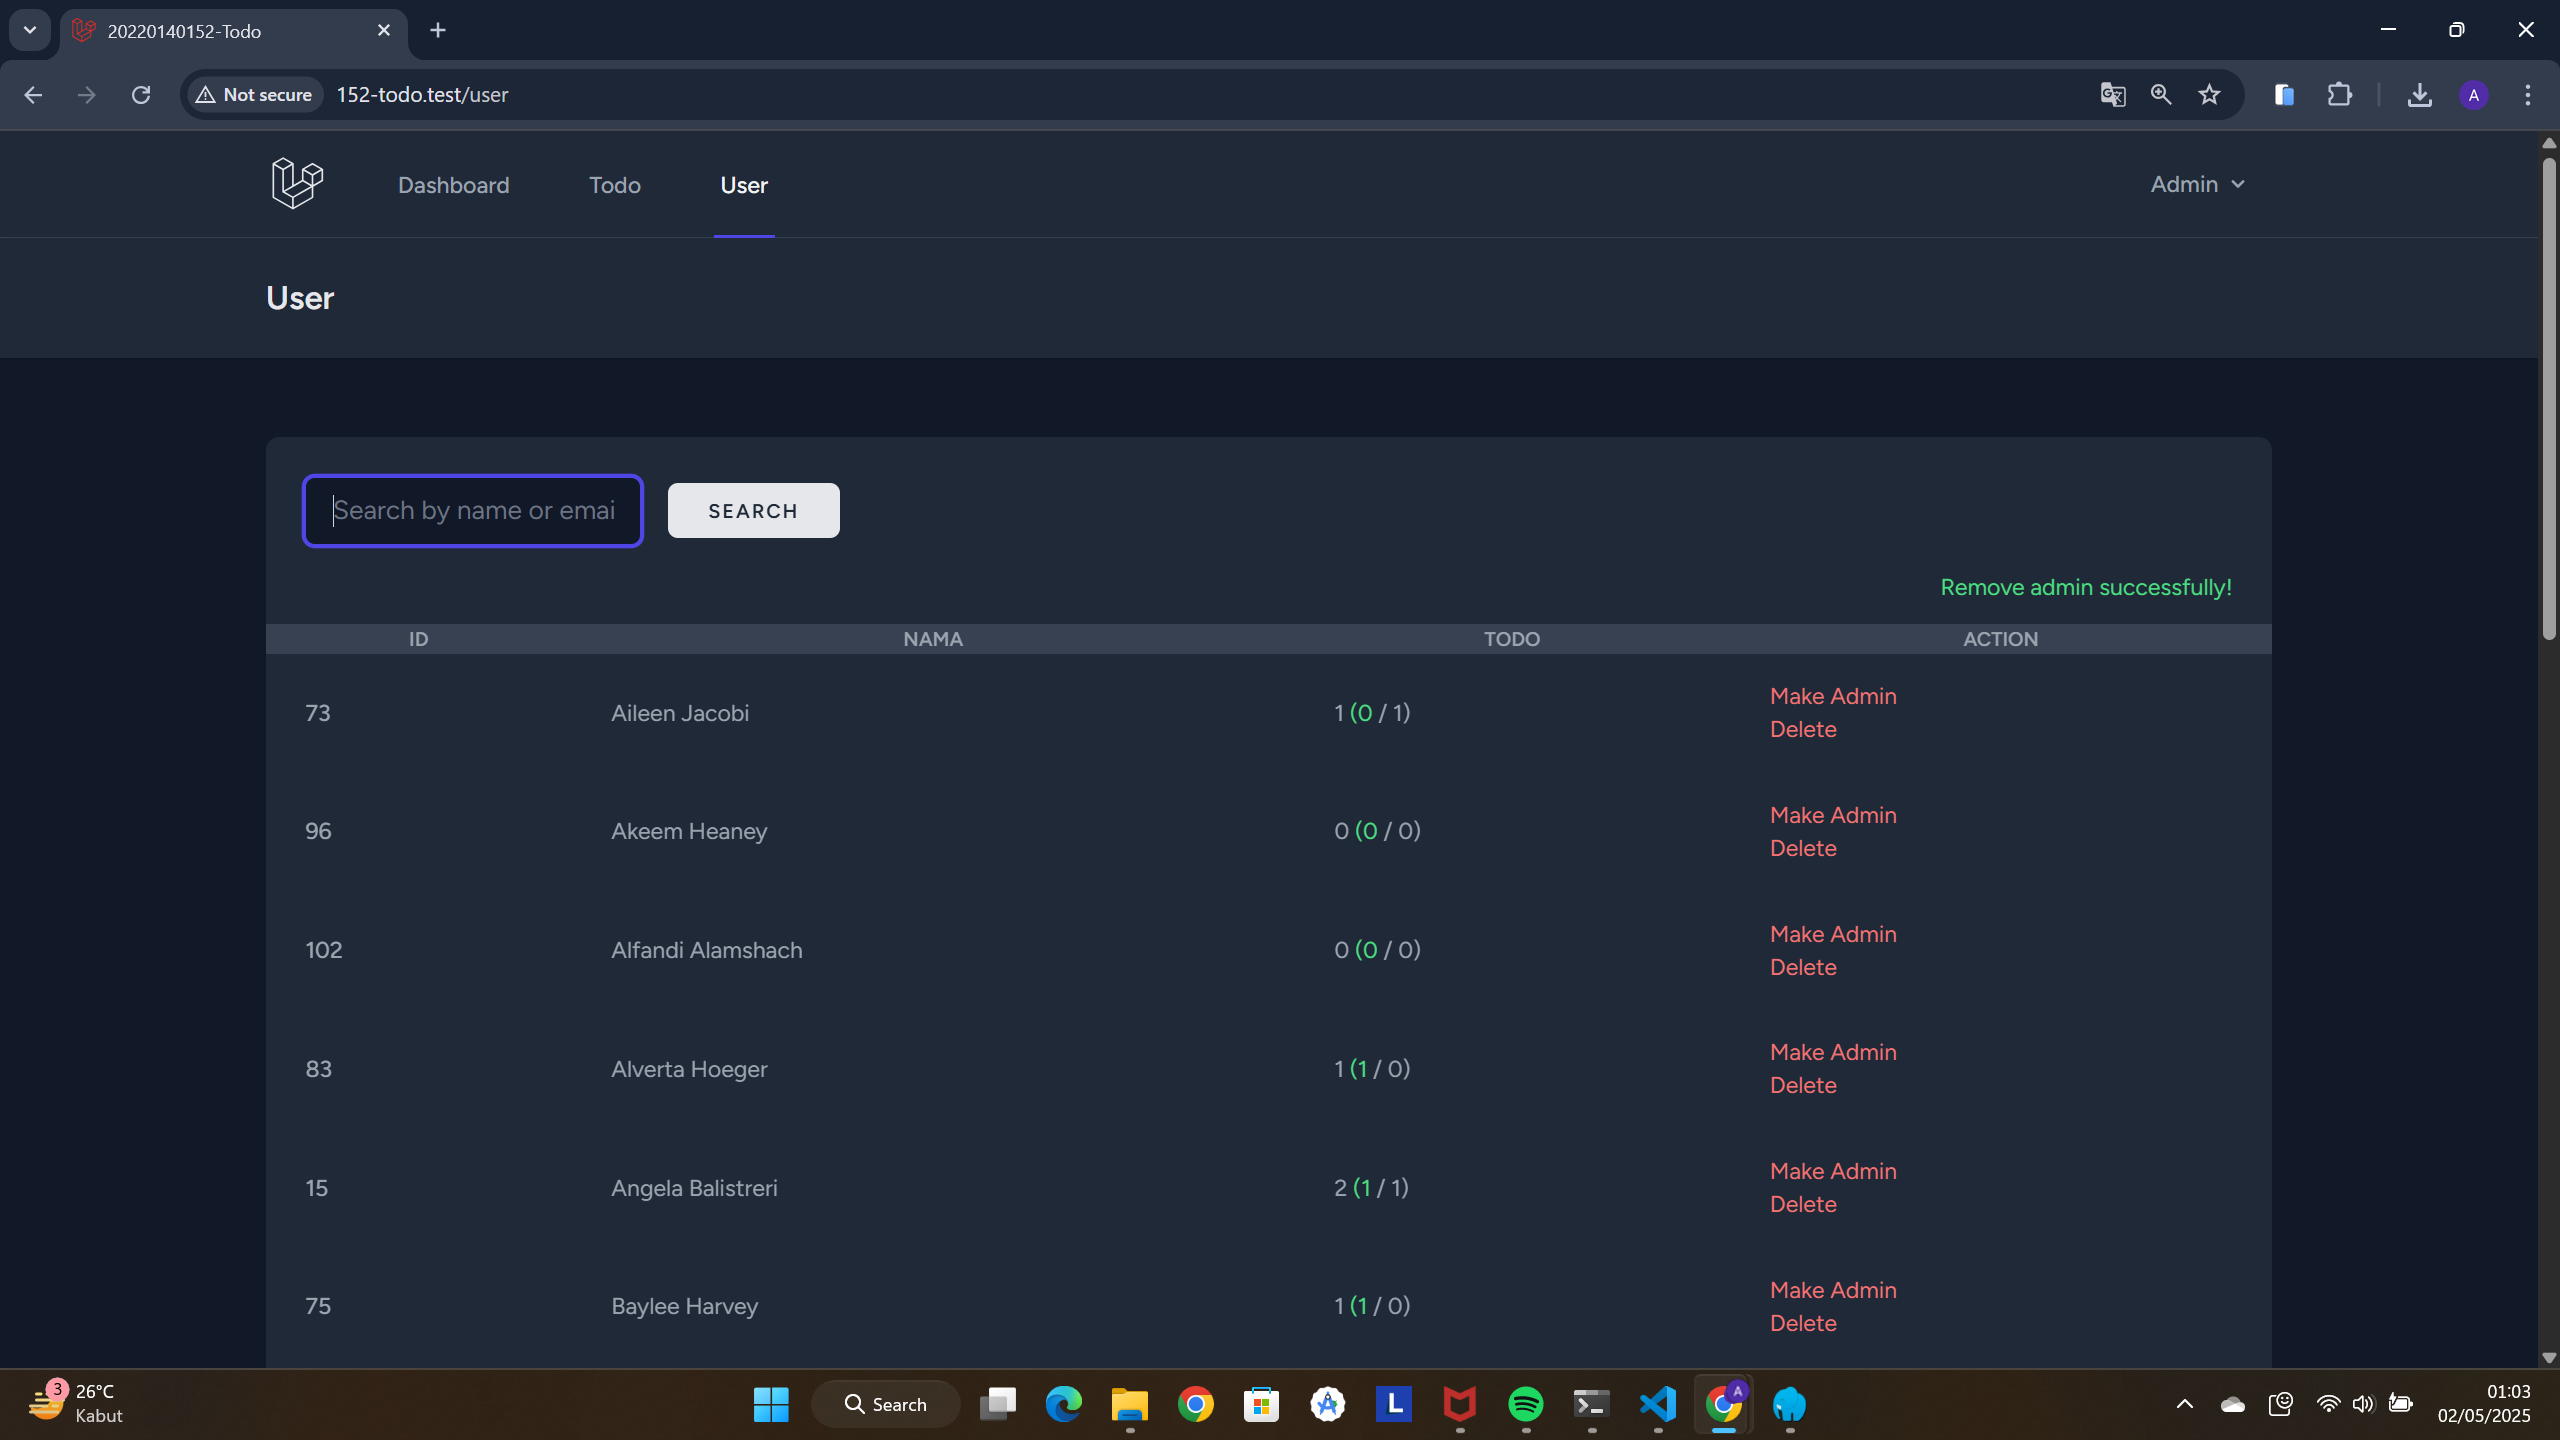 20220140152-Todo
Not secure 152-todo.test/user
A
Dashboard Todo User Admin
User
Search by name or emai SEARCH
Remove admin successfully!
ID NAMA TODO ACTION
73 Aileen Jacobi 1 (0 / 1) Make Admin
Delete
96 Akeem Heaney 0 (0 / 0) Make Admin
Delete
102 Alfandi Alamshach 0 (0 / 0) Make Admin
Delete
83 Alverta Hoeger 1 (1 / 0) Make Admin
Delete
15 Angela Balistreri 2 (1 / 1) Make Admin
Delete
75 Baylee Harvey 1 (1 / 0) Make Admin
Delete
3 26°C
Kabut
Search
L
A
01:03
02/05/2025